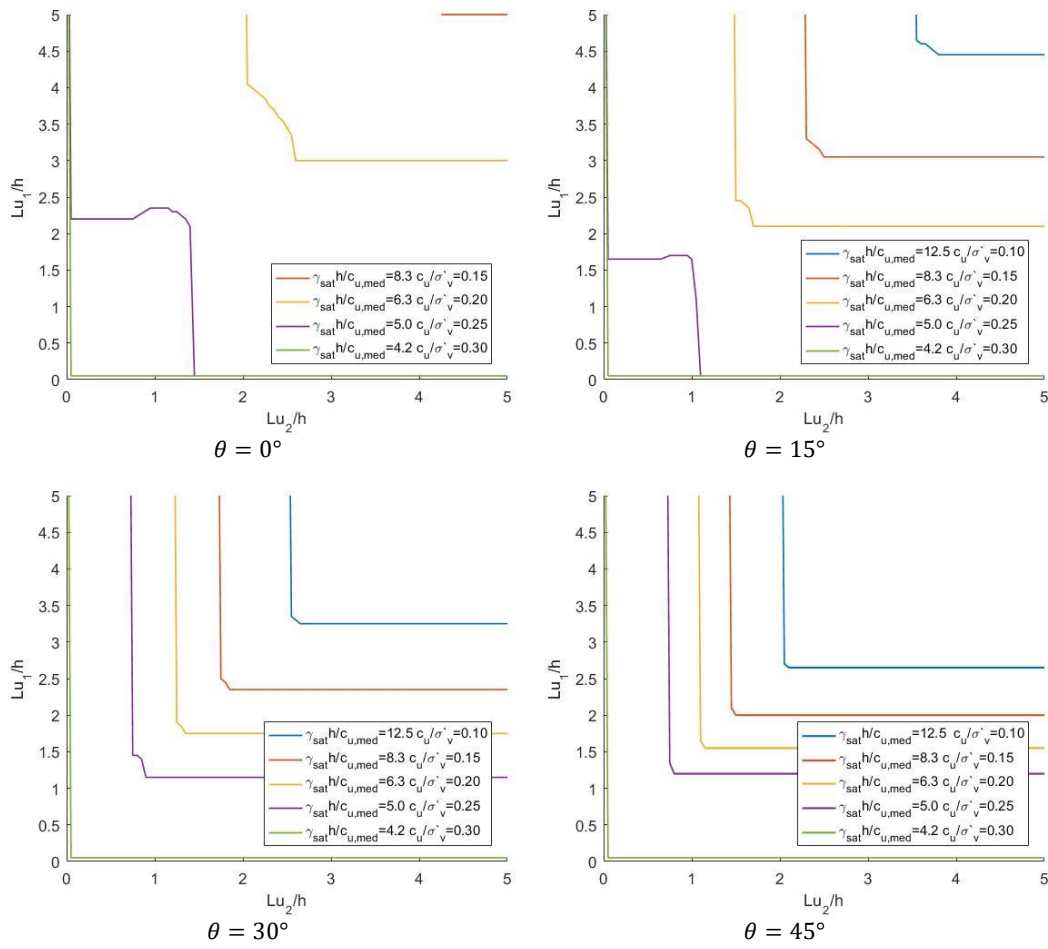 5
4.5
4
3.5
3
2.5
2
1.5
1
0.5
0
Lu₁/h
γsath/cu,med=8.3 cu/σ`v=0.15
γsath/cu,med=6.3 cu/σ`v=0.20
γsath/cu,med=5.0 cu/σ`v=0.25
γsath/cu,med=4.2 cu/σ`v=0.30
0 1 2 3 4 5
Lu₂/h
θ = 0°
5
4.5
4
3.5
3
2.5
2
1.5
1
0.5
0
Lu₁/h
γsath/cu,med=12.5 cu/σ`v=0.10
γsath/cu,med=8.3 cu/σ`v=0.15
γsath/cu,med=6.3 cu/σ`v=0.20
γsath/cu,med=5.0 cu/σ`v=0.25
γsath/cu,med=4.2 cu/σ`v=0.30
0 1 2 3 4 5
Lu₂/h
θ = 15°
5
4.5
4
3.5
3
2.5
2
1.5
1
0.5
0
Lu₁/h
γsath/cu,med=12.5 cu/σ`v=0.10
γsath/cu,med=8.3 cu/σ`v=0.15
γsath/cu,med=6.3 cu/σ`v=0.20
γsath/cu,med=5.0 cu/σ`v=0.25
γsath/cu,med=4.2 cu/σ`v=0.30
0 1 2 3 4 5
Lu₂/h
θ = 30°
5
4.5
4
3.5
3
2.5
2
1.5
1
0.5
0
Lu₁/h
γsath/cu,med=12.5 cu/σ`v=0.10
γsath/cu,med=8.3 cu/σ`v=0.15
γsath/cu,med=6.3 cu/σ`v=0.20
γsath/cu,med=5.0 cu/σ`v=0.25
γsath/cu,med=4.2 cu/σ`v=0.30
0 1 2 3 4 5
Lu₂/h
θ = 45°